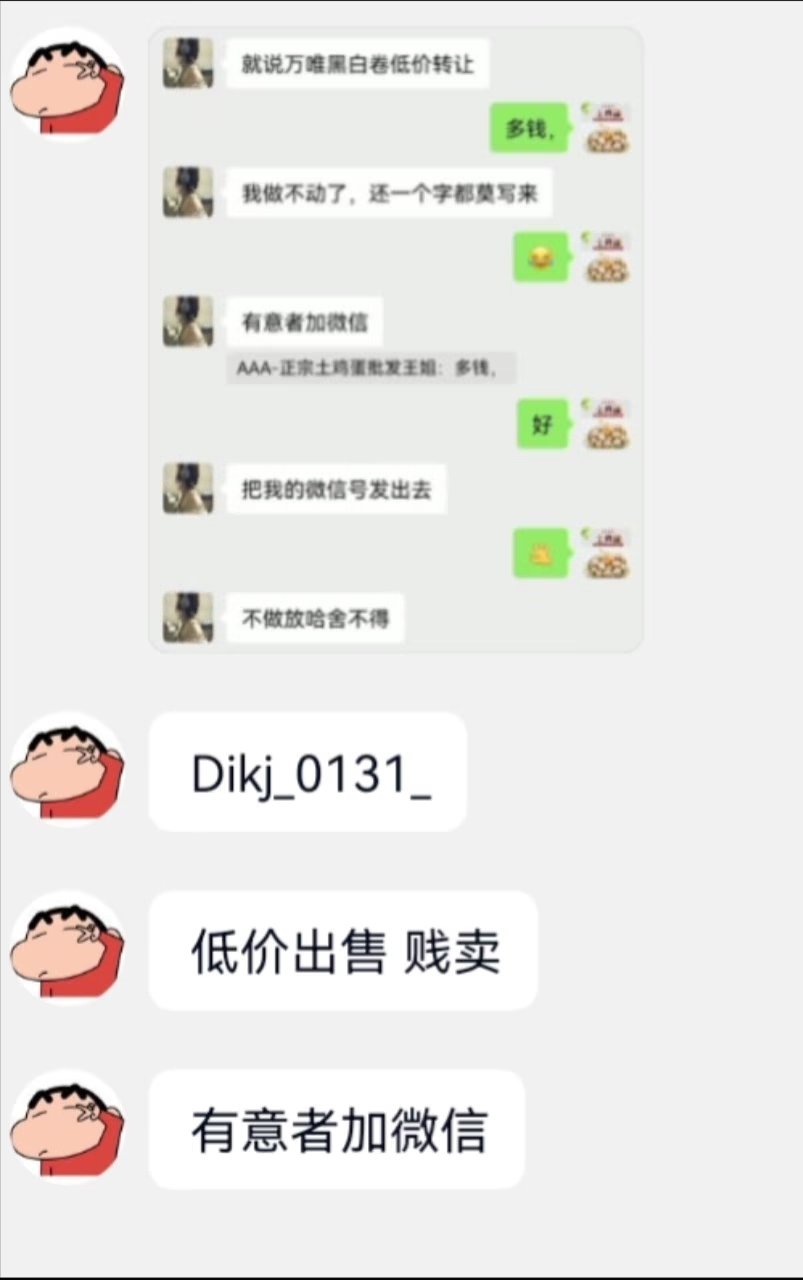 就说万唯黑白卷低价转让
多钱，
我做不动了，还一个字都莫写来
有意者加微信
AAA-正宗土鸡蛋批发王姐：多钱，
好
把我的微信号发出去
不做放哈舍不得
Dikj_0131_
低价出售 贱卖
有意者加微信